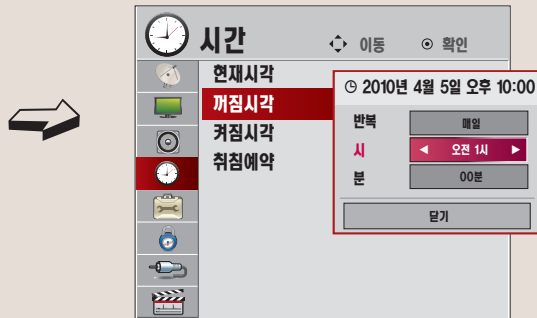 시간 이동 확인
현재시각
꺼짐시각
켜짐시각
취침예약
2010년 4월 5일 오후 10:00
반복 매일
시 ◀ 오전 1시 ▶
분 00분
닫기